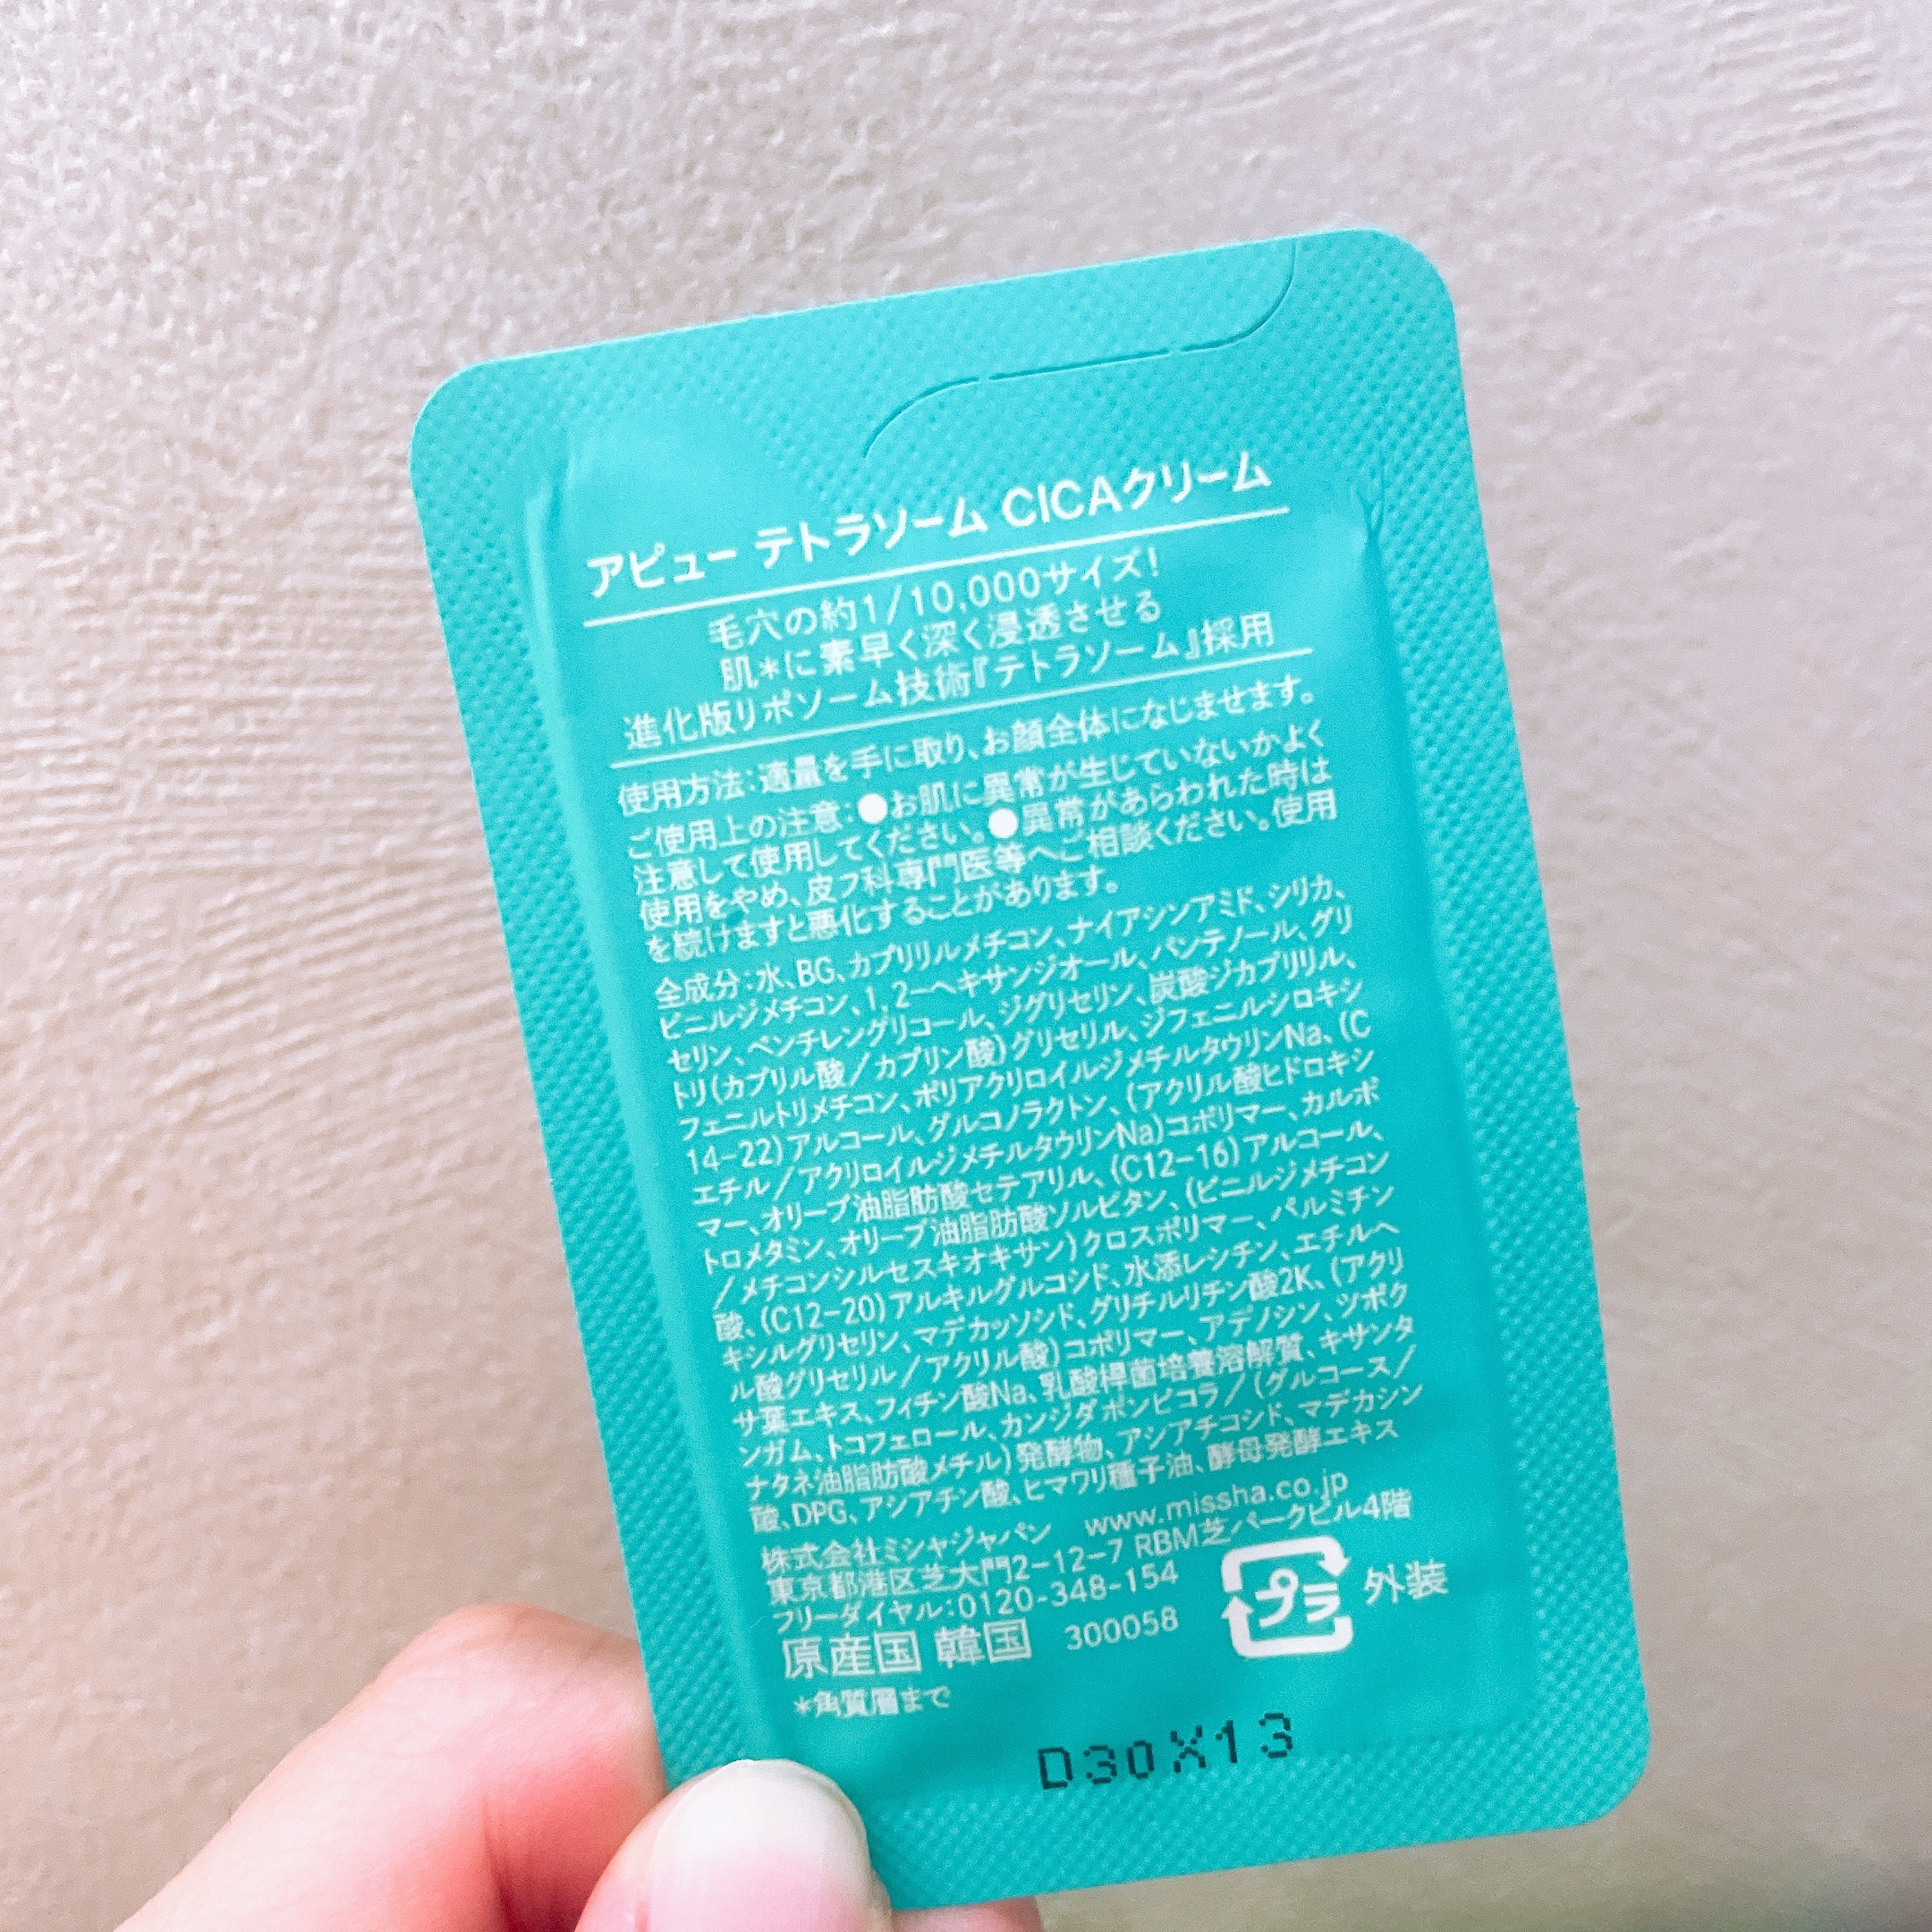 アピュー テトラソーム CICAクリーム
毛穴の約1/10,000サイズ!
肌*に素早く深く浸透させる
進化版リポソーム技術『テトラソーム』採用
使用方法:適量を手に取り、お顔全体になじませます。
ご使用上の注意:●お肌に異常が生じていないかよく
注意して使用してください。●異常があらわれた時は
使用をやめ、皮フ科専門医等へご相談ください。使用
を続けますと悪化することがあります。
全成分:水、BG、カプリリルメチコン、ナイアシンアミド、シリカ、
ビニルジメチコン、1,2-ヘキサンジオール、パンテノール、グリ
セリン、ペンチレングリコール、ジグリセリン、炭酸ジカプリリル、
トリ(カプリル酸/カプリン酸)グリセリル、ジフェニルシロキシ
フェニルトリメチコン、ポリアクリロイルジメチルタウリンNa、(C
14-22)アルコール、グルコノラクトン、(アクリル酸ヒドロキシ
エチル/アクリロイルジメチルタウリンNa)コポリマー、カルボ
マー、オリーブ油脂肪酸セテアリル、(C12-16)アルコール、
トロメタミン、オリーブ油脂肪酸ソルビタン、(ビニルジメチコン
/メチコンシルセスキオキサン)クロスポリマー、パルミチン
酸、(C12-20)アルキルグルコシド、水添レシチン、エチルヘ
キシルグリセリン、マデカッソシド、グリチルリチン酸2K、(アクリ
ル酸グリセリル/アクリル酸)コポリマー、アデノシン、ツボク
サ葉エキス、フィチン酸Na、乳酸桿菌培養溶解質、キサンタ
ンガム、トコフェロール、カンジダボンビコラ/(グルコース/
ナタネ油脂肪酸メチル)発酵物、アシアチコシド、マデカシン
酸、DPG、アシアチン酸、ヒマワリ種子油、酵母発酵エキス
株式会社ミシャジャパン www.missha.co.jp
東京都港区芝大門2-12-7 RBM芝パークビル4階
フリーダイヤル:0120-348-154
原産国 韓国 300058 プラ 外装
*角質層まで
D30X13